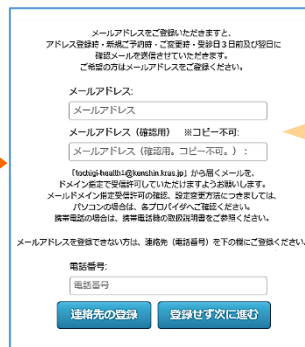 メールアドレスをご登録いただきますと、
アドレス登録時・新規ご予約時・ご変更時・受診日3日前及び翌日に
確認メールを送信させていただきます。
ご希望の方はメールアドレスをご登録ください。
メールアドレス:
メールアドレス
メールアドレス（確認用） ※コピー不可:
メールアドレス（確認用。コピー不可。）:
「tochigi-health1@kenshin.kras.jp」から届くメールを、
ドメイン指定で受信許可していただけますようお願いします。
メールドメイン指定受信許可の確認、設定変更方法につきましては、
パソコンの場合は、各プロバイダへご確認ください。
携帯電話の場合は、携帯電話機の取扱説明書をご参照ください。
メールアドレスを登録できない方は、連絡先（電話番号）を下の欄にご登録ください。
電話番号:
電話番号
連絡先の登録 登録せず次に進む